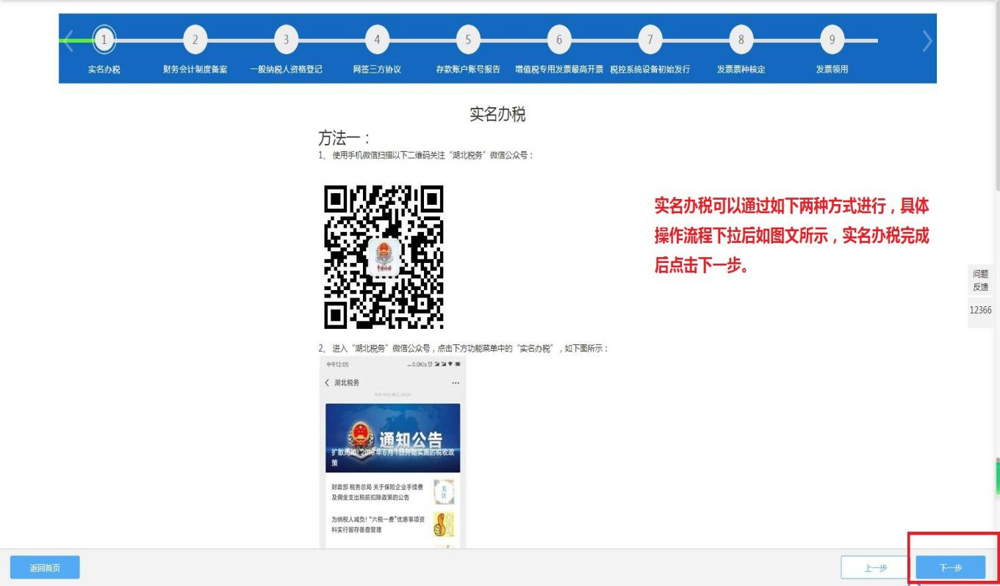 1 2 3 4 5 6 7 8 9
实名办税 财务会计制度备案 一般纳税人资格登记 网签三方协议 存款账户账号报告 增值税专用发票最高开票 税控系统设备初始发行 发票票种核定 发票领用
实名办税
方法一：
1、 使用手机微信扫描以下二维码关注“湖北税务”微信公众号：
实名办税可以通过如下两种方式进行，具体
操作流程下拉后如图文所示，实名办税完成
后点击下一步。
问题
反馈
12366
2、 进入“湖北税务”微信公众号，点击下方功能菜单中的“实名办税”，如下图所示：
中午12:05 ...0.0K/s
湖北税务 ...
通知公告
扩散周知! 2019年6月1日开始实施的税收政
策
财政部 税务总局 关于保险企业手续费
及佣金支出税前扣除政策的公告
关
注
为纳税人减负! “六税一费”优惠事项资
料实行留存备查管理
返回首页 上一步 下一步